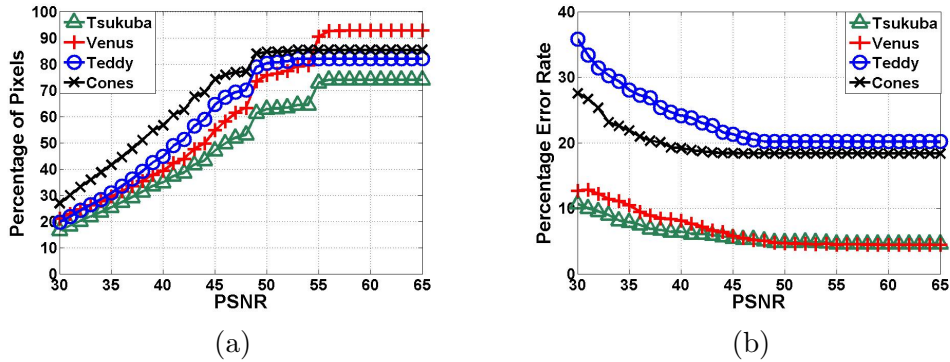 100
90
80
70
60
50
40
30
20
10
0
Percentage of Pixels
Tsukuba
Venus
Teddy
Cones
30 35 40 45 50 55 60 65
PSNR
(a)
40
30
20
10
0
Percentage Error Rate
Tsukuba
Venus
Teddy
Cones
30 35 40 45 50 55 60 65
PSNR
(b)